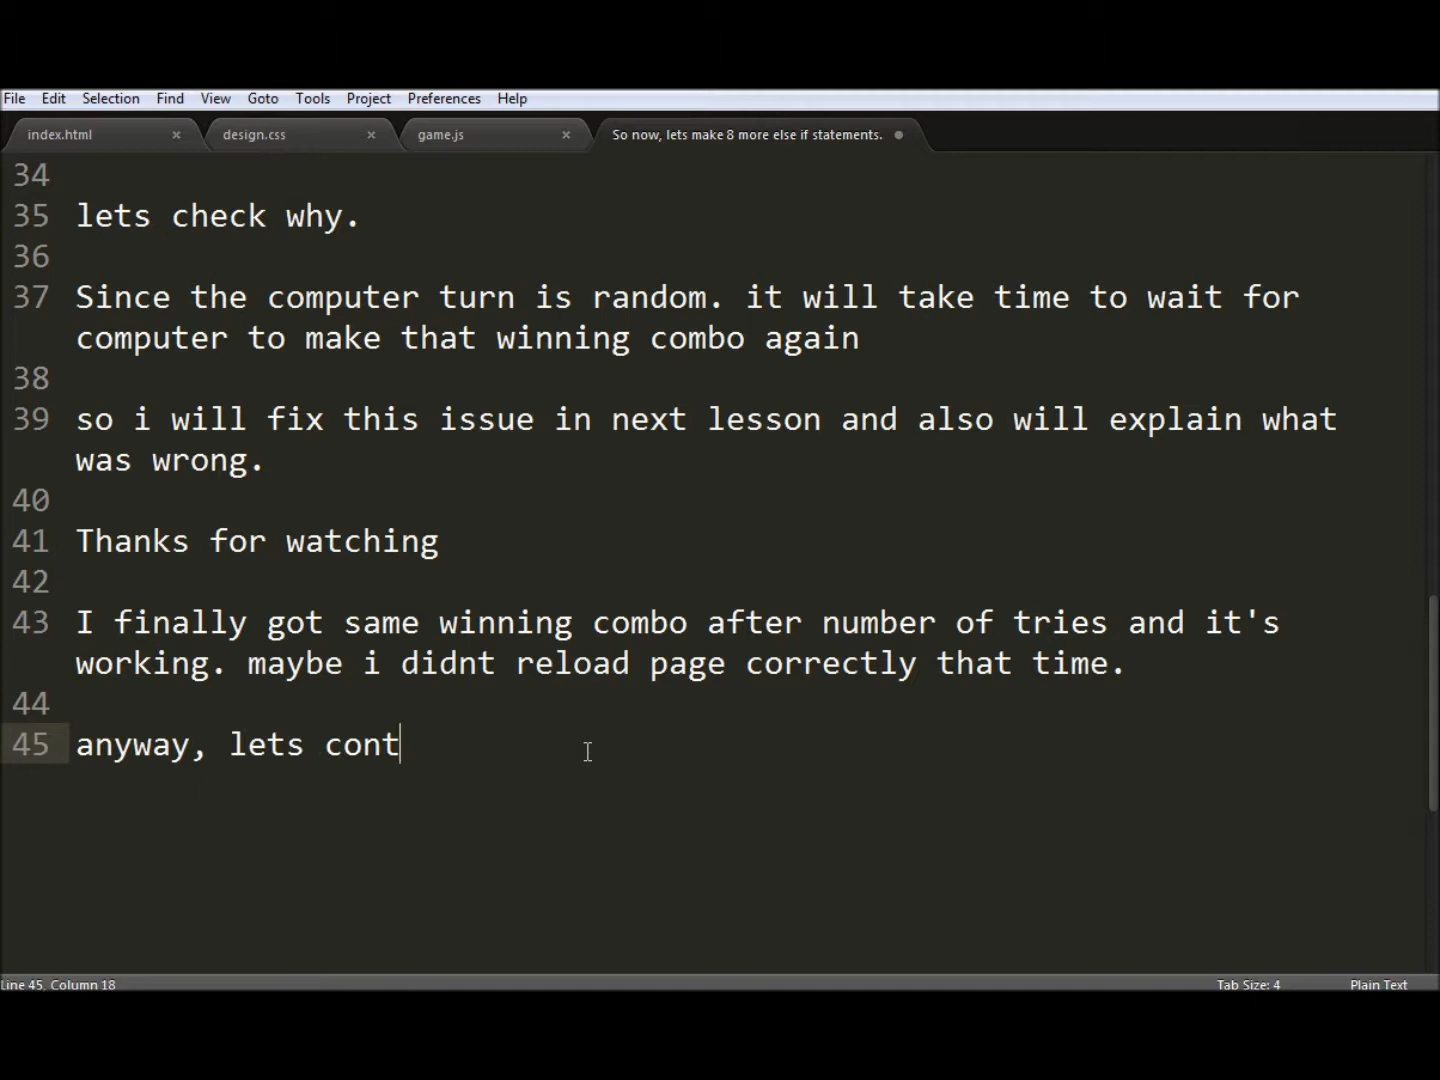 File Edit Selection Find View Goto Tools Project Preferences Help
index.html × design.css × game.js × So now, lets make 8 more else if statements.
34
35 lets check why.
36
37 Since the computer turn is random. it will take time to wait for
computer to make that winning combo again
38
39 so i will fix this issue in next lesson and also will explain what
was wrong.
40
41 Thanks for watching
42
43 I finally got same winning combo after number of tries and it's
working. maybe i didnt reload page correctly that time.
44
45 anyway, lets cont
Line 45, Column 18 Tab Size: 4 Plain Text